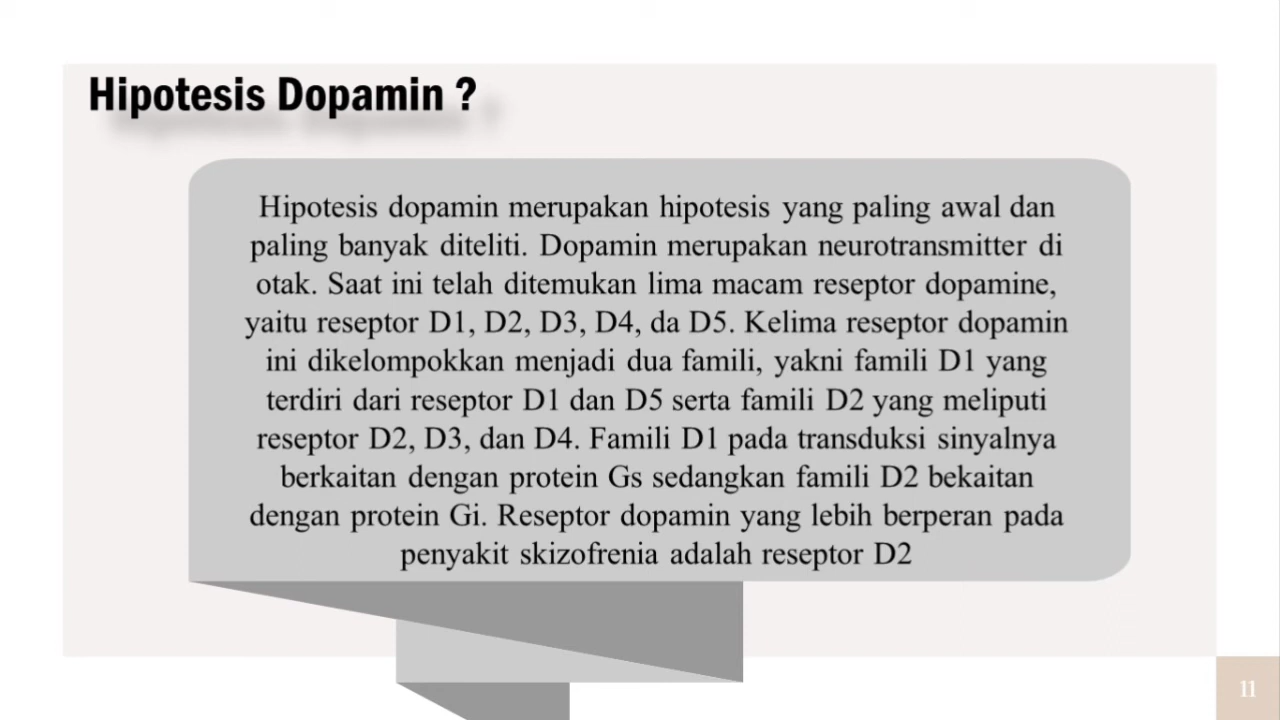 Hipotesis Dopamin ?
Hipotesis dopamin merupakan hipotesis yang paling awal dan
paling banyak diteliti. Dopamin merupakan neurotransmitter di
otak. Saat ini telah ditemukan lima macam reseptor dopamine,
yaitu reseptor D1, D2, D3, D4, da D5. Kelima reseptor dopamin
ini dikelompokkan menjadi dua famili, yakni famili D1 yang
terdiri dari reseptor D1 dan D5 serta famili D2 yang meliputi
reseptor D2, D3, dan D4. Famili D1 pada transduksi sinyalnya
berkaitan dengan protein Gs sedangkan famili D2 bekaitan
dengan protein Gi. Reseptor dopamin yang lebih berperan pada
penyakit skizofrenia adalah reseptor D2
11